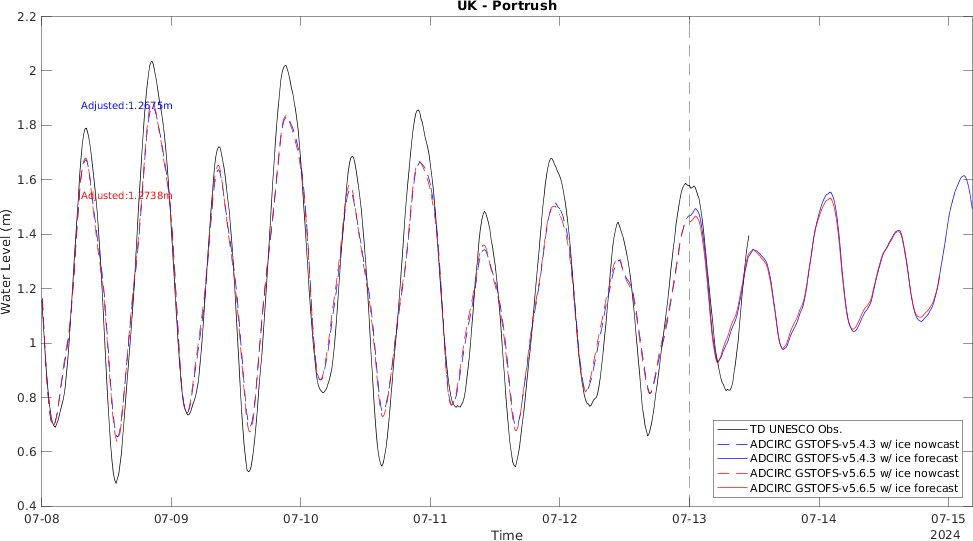 UK - Portrush
2.2
2
1.8
1.6
1.4
1.2
1
0.8
0.6
0.4
Water Level (m)
Adjusted:1.2675m
Adjusted:1.2738m
TD UNESCO Obs.
ADCIRC GSTOFS-v5.4.3 w/ ice nowcast
ADCIRC GSTOFS-v5.4.3 w/ ice forecast
ADCIRC GSTOFS-v5.6.5 w/ ice nowcast
ADCIRC GSTOFS-v5.6.5 w/ ice forecast
07-08
07-09
07-10
07-11
07-12
07-13
07-14
07-15
Time
2024